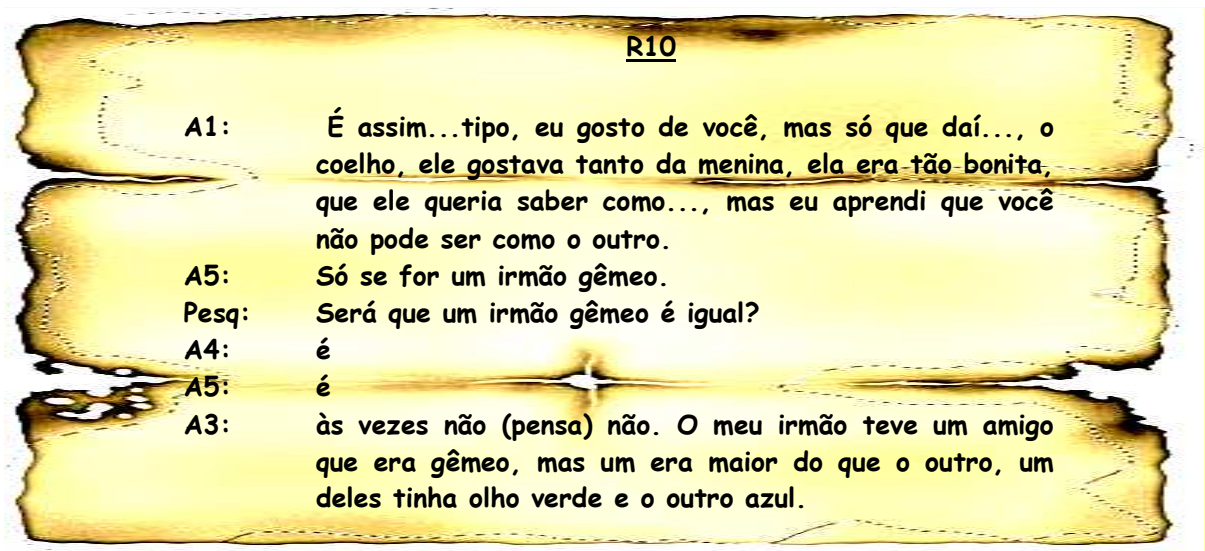 R10
A1: É assim...tipo, eu gosto de você, mas só que daí..., o
coelho, ele gostava tanto da menina, ela era tão bonita,
que ele queria saber como..., mas eu aprendi que você
não pode ser como o outro.
A5: Só se for um irmão gêmeo.
Pesq: Será que um irmão gêmeo é igual?
A4: é
A5: é
A3: às vezes não (pensa) não. O meu irmão teve um amigo
que era gêmeo, mas um era maior do que o outro, um
deles tinha olho verde e o outro azul.